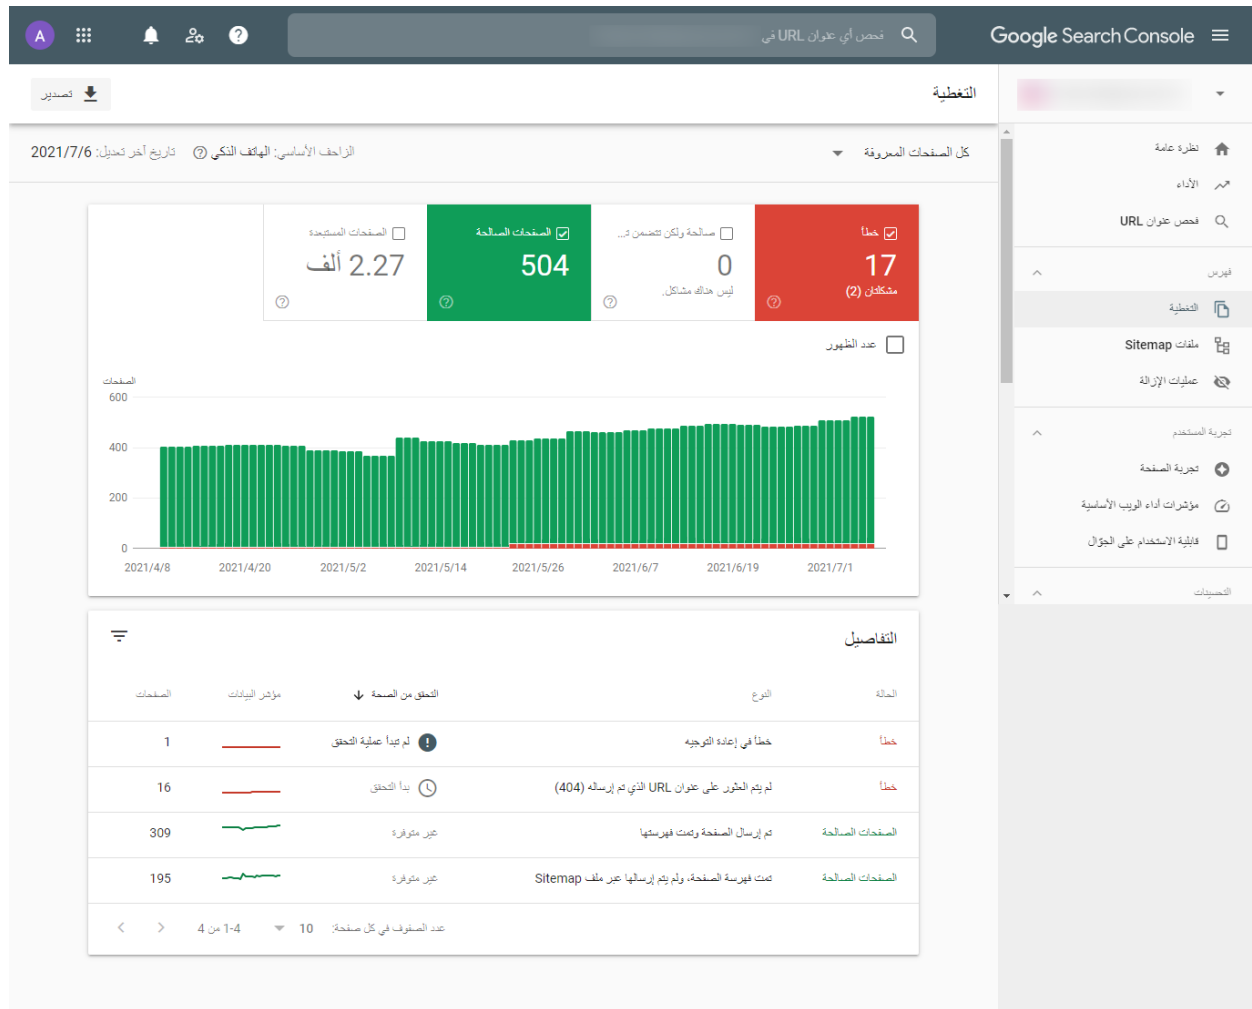 Google Search Console
فحص أي عنوان URL في
A
التغطية
تصدير
كل الصفحات المعروفة
الزاحف الأساسي: الهاتف الذكي
تاريخ آخر تعديل: 2021/7/6
نظرة عامة
الأداء
فحص عنوان URL
فهرس
التغطية
ملفات Sitemap
عمليات الإزالة
تجربة المستخدم
تجربة الصفحة
مؤشرات أداء الويب الأساسية
قابلية الاستخدام على الجوّال
التحسينات
خطأ
17
مشكلتان (2)
صالحة ولكن تتضمن ت...
0
ليس هناك مشاكل.
الصفحات الصالحة
504
الصفحات المستبعدة
2.27 ألف
عدد الظهور
الصفحات
600
400
200
0
2021/4/8 2021/4/20 2021/5/2 2021/5/14 2021/5/26 2021/6/7 2021/6/19 2021/7/1
التفاصيل
الحالة النوع التحقق من الصحة مؤشر البيانات الصفحات
خطأ خطأ في إعادة التوجيه لم تبدأ عملية التحقق 1
خطأ لم يتم العثور على عنوان URL الذي تم إرساله (404) بدأ التحقق 16
الصفحات الصالحة تم إرسال الصفحة وتمت فهرستها غير متوفرة 309
الصفحات الصالحة تمت فهرسة الصفحة، ولم يتم إرسالها عبر ملف Sitemap غير متوفرة 195
عدد الصفوف في كل صفحة: 10 1-4 من 4